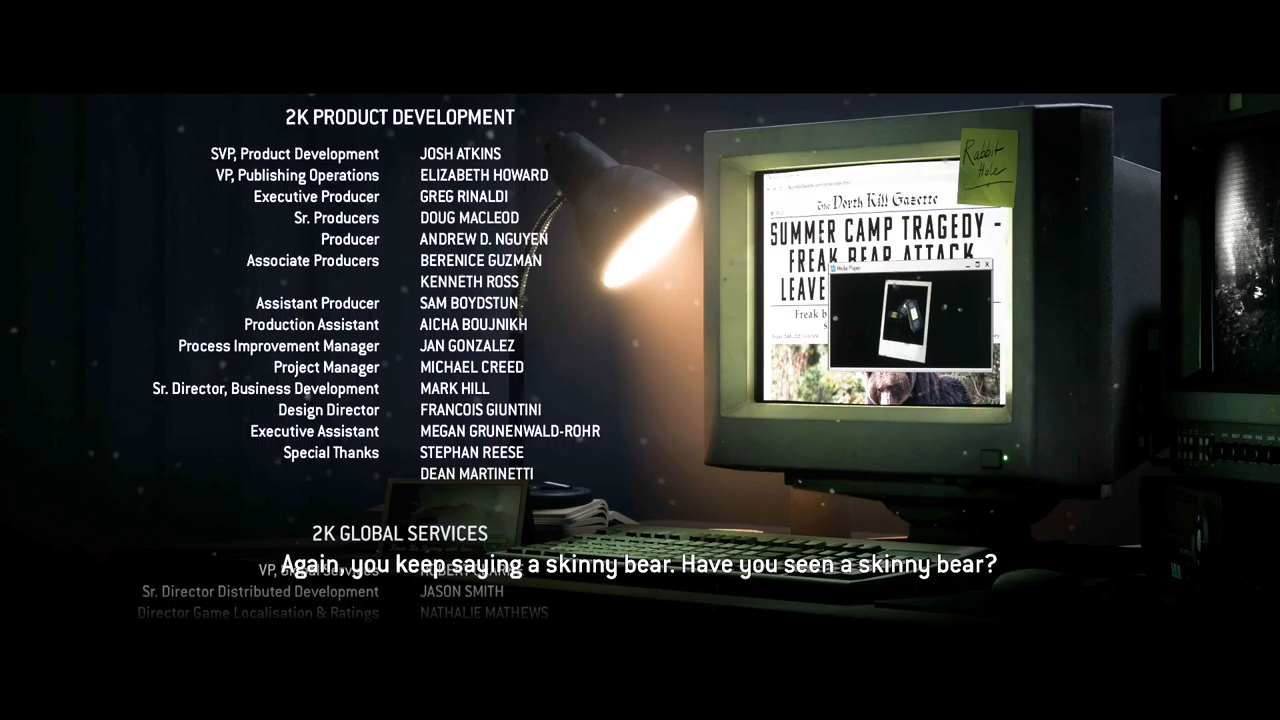 2K PRODUCT DEVELOPMENT
SVP, Product Development JOSH ATKINS
VP, Publishing Operations ELIZABETH HOWARD
Executive Producer GREG RINALDI
Sr. Producers DOUG MACLEOD
Producer ANDREW D. NGUYEN
Associate Producers BERENICE GUZMAN
KENNETH ROSS
Assistant Producer SAM BOYDSTUN
Production Assistant AICHA BOUJNIKH
Process Improvement Manager JAN GONZALEZ
Project Manager MICHAEL CREED
Sr. Director, Business Development MARK HILL
Design Director FRANCOIS GIUNTINI
Executive Assistant MEGAN GRUNENWALD-ROHR
Special Thanks STEPHAN REESE
DEAN MARTINETTI
2K GLOBAL SERVICES
VP,
Sr. Director Distributed Development JASON SMITH
Director Game Localisation & Ratings NATHALIE MATHEWS
Again, you keep saying a skinny bear. Have you seen a skinny bear?
Rabbit
Hole
The North Kill Gazette
SUMMER CAMP TRAGEDY -
FREAK BEAR ATTACK
LEAVE
Media Player
Freak b
s